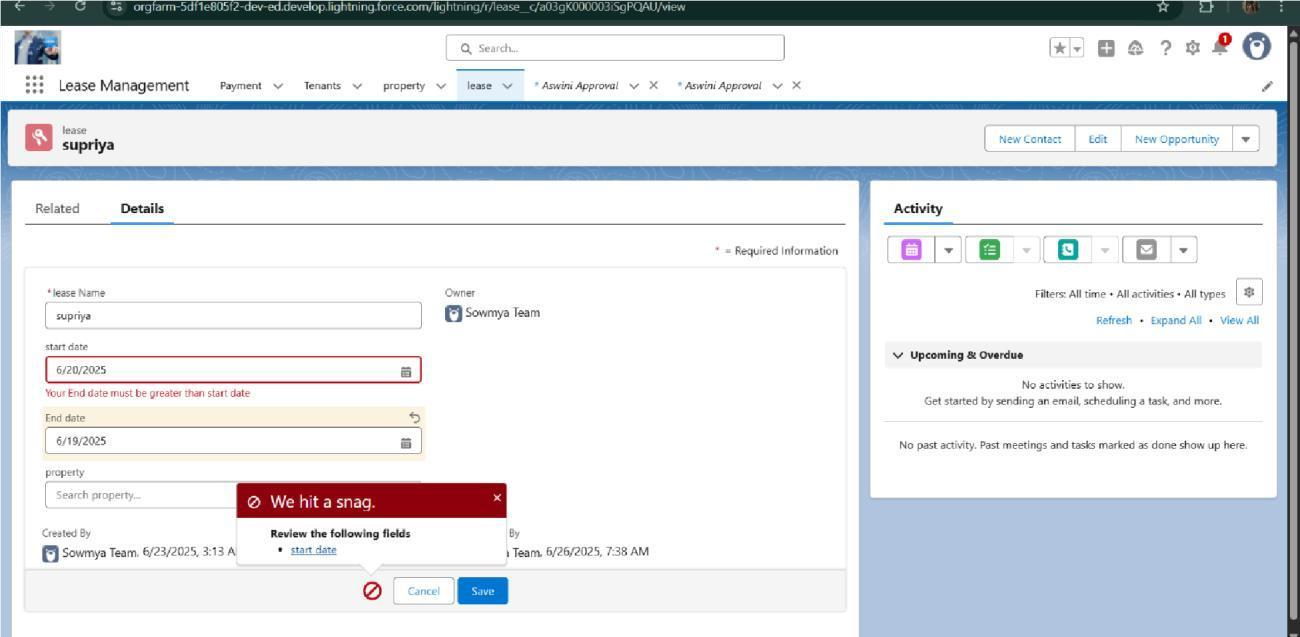 orgfarm-5df1e805f2-dev-ed.develop.lightning.force.com/lightning/r/lease__c/a03gK000003iSgPQAU/view
Search...
1
Lease Management Payment Tenants property lease * Aswini Approval * Aswini Approval
lease
supriya
New Contact Edit New Opportunity
Related Details
* = Required Information
*lease Name
supriya
Owner
Sowmya Team
start date
6/20/2025
Your End date must be greater than start date
End date
6/19/2025
property
Search property...
We hit a snag.
Review the following fields
• start date
Created By
Sowmya Team, 6/23/2025, 3:13 A
By
Team, 6/26/2025, 7:38 AM
Cancel Save
Activity
Filters: All time • All activities • All types
Refresh • Expand All • View All
Upcoming & Overdue
No activities to show.
Get started by sending an email, scheduling a task, and more.
No past activity. Past meetings and tasks marked as done show up here.